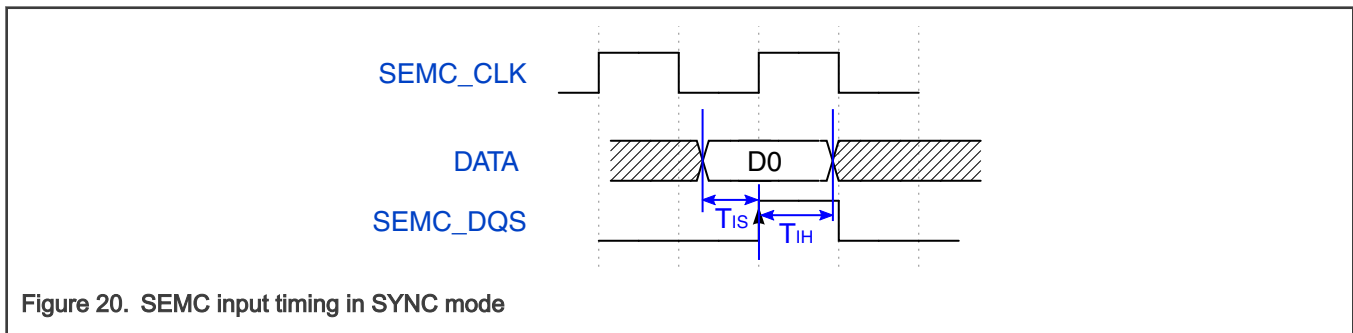 SEMC_CLK
DATA
D0
SEMC_DQS
TIS
TIH
Figure 20. SEMC input timing in SYNC mode